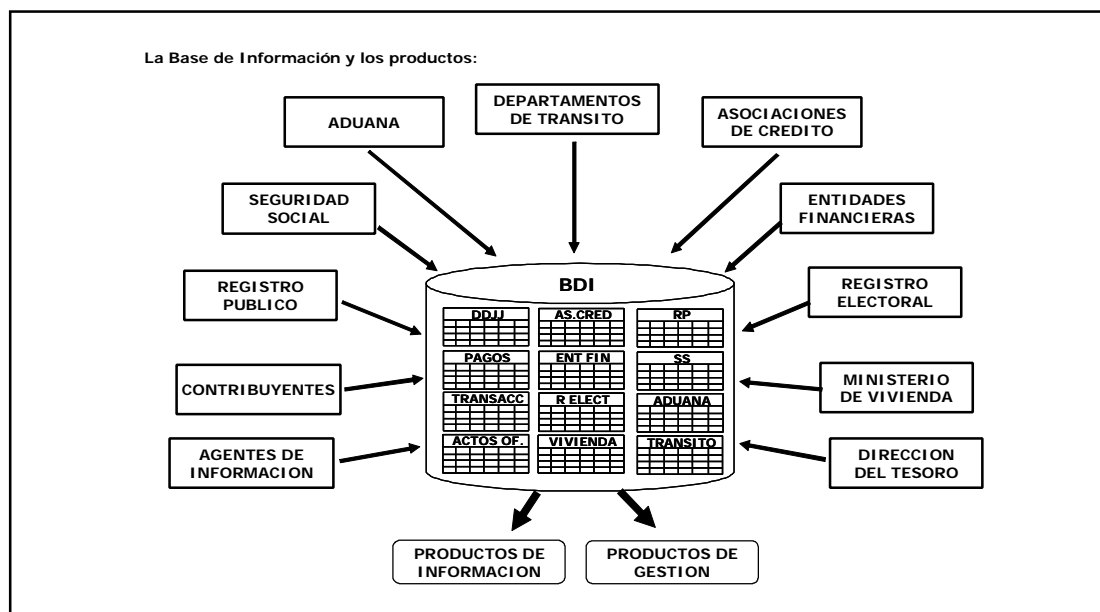 La Base de Información y los productos:
ADUANA
DEPARTAMENTOS
DE TRANSITO
ASOCIACIONES
DE CREDITO
SEGURIDAD
SOCIAL
ENTIDADES
FINANCIERAS
REGISTRO
PUBLICO
REGISTRO
ELECTORAL
CONTRIBUYENTES
MINISTERIO
DE VIVIENDA
AGENTES DE
INFORMACION
DIRECCION
DEL TESORO
BDI
DDJJ
AS.CRED
RP
PAGOS
ENT FIN
SS
TRANSACC
R ELECT
ADUANA
ACTOS OF.
VIVIENDA
TRANSITO
PRODUCTOS DE
INFORMACION
PRODUCTOS DE
GESTION